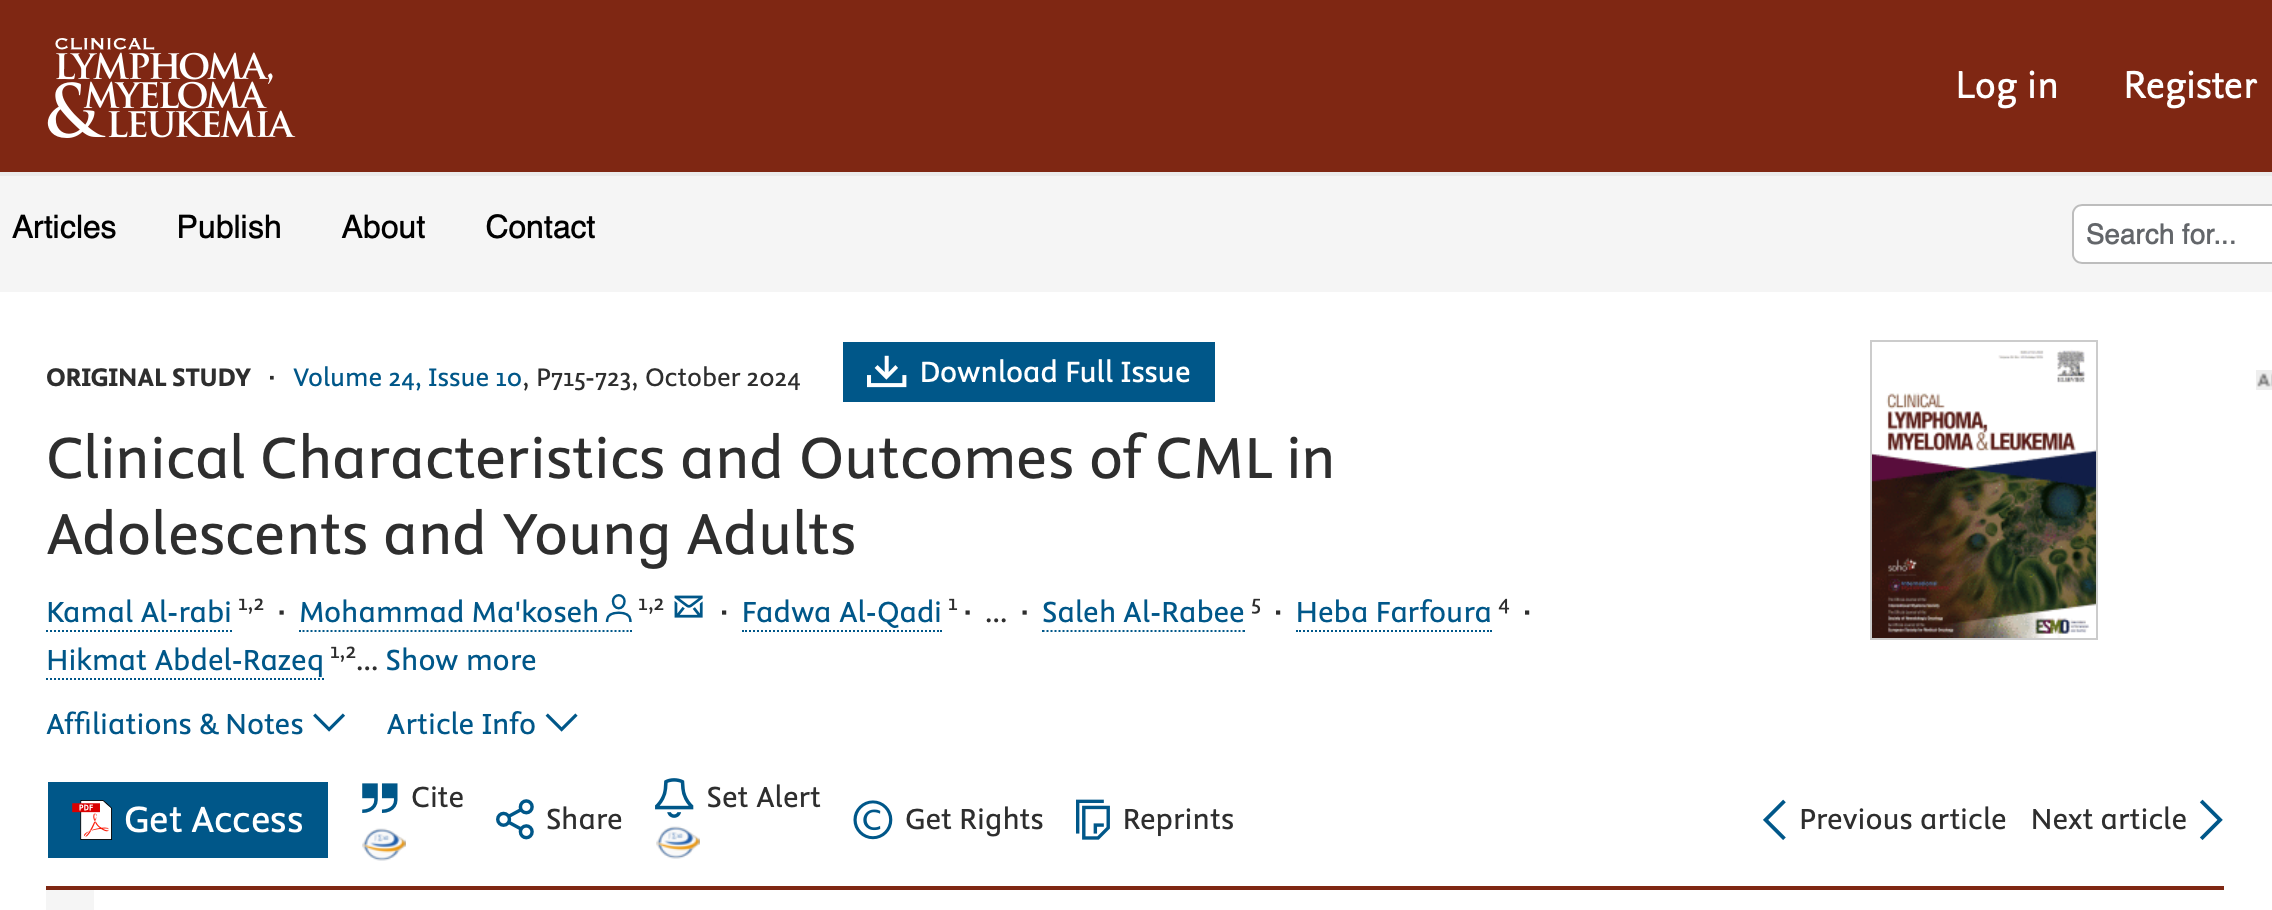 CLINICAL
LYMPHOMA,
MYELOMA
& LEUKEMIA
Log in Register
Articles Publish About Contact
Search for...
ORIGINAL STUDY · Volume 24, Issue 10, P715-723, October 2024
Download Full Issue
Clinical Characteristics and Outcomes of CML in
Adolescents and Young Adults
Kamal Al-rabi 1,2 · Mohammad Ma'koseh 1,2 · Fadwa Al-Qadi 1 · ... · Saleh Al-Rabee 5 · Heba Farfoura 4 ·
Hikmat Abdel-Razeq 1,2... Show more
Affiliations & Notes Article Info
PDF Get Access Cite Share Set Alert © Get Rights Reprints Previous article Next article
ELSEVIER
CLINICAL
LYMPHOMA,
MYELOMA & LEUKEMIA
soho
ESMO